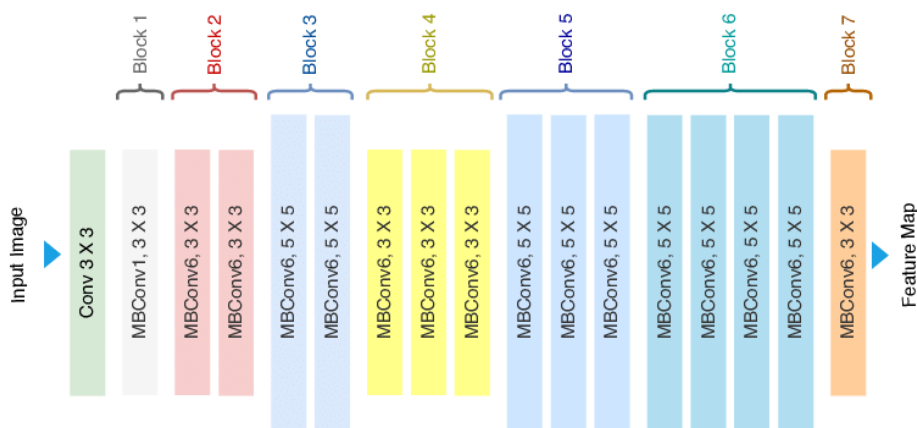 Block 1
Block 2
Block 3
Block 4
Block 5
Block 6
Block 7
Input Image
Conv 3 X 3
MBConv1, 3 X 3
MBConv6, 3 X 3
MBConv6, 3 X 3
MBConv6, 5 X 5
MBConv6, 5 X 5
MBConv6, 3 X 3
MBConv6, 3 X 3
MBConv6, 3 X 3
MBConv6, 5 X 5
MBConv6, 5 X 5
MBConv6, 5 X 5
MBConv6, 5 X 5
MBConv6, 5 X 5
MBConv6, 5 X 5
MBConv6, 5 X 5
MBConv6, 3 X 3
Feature Map